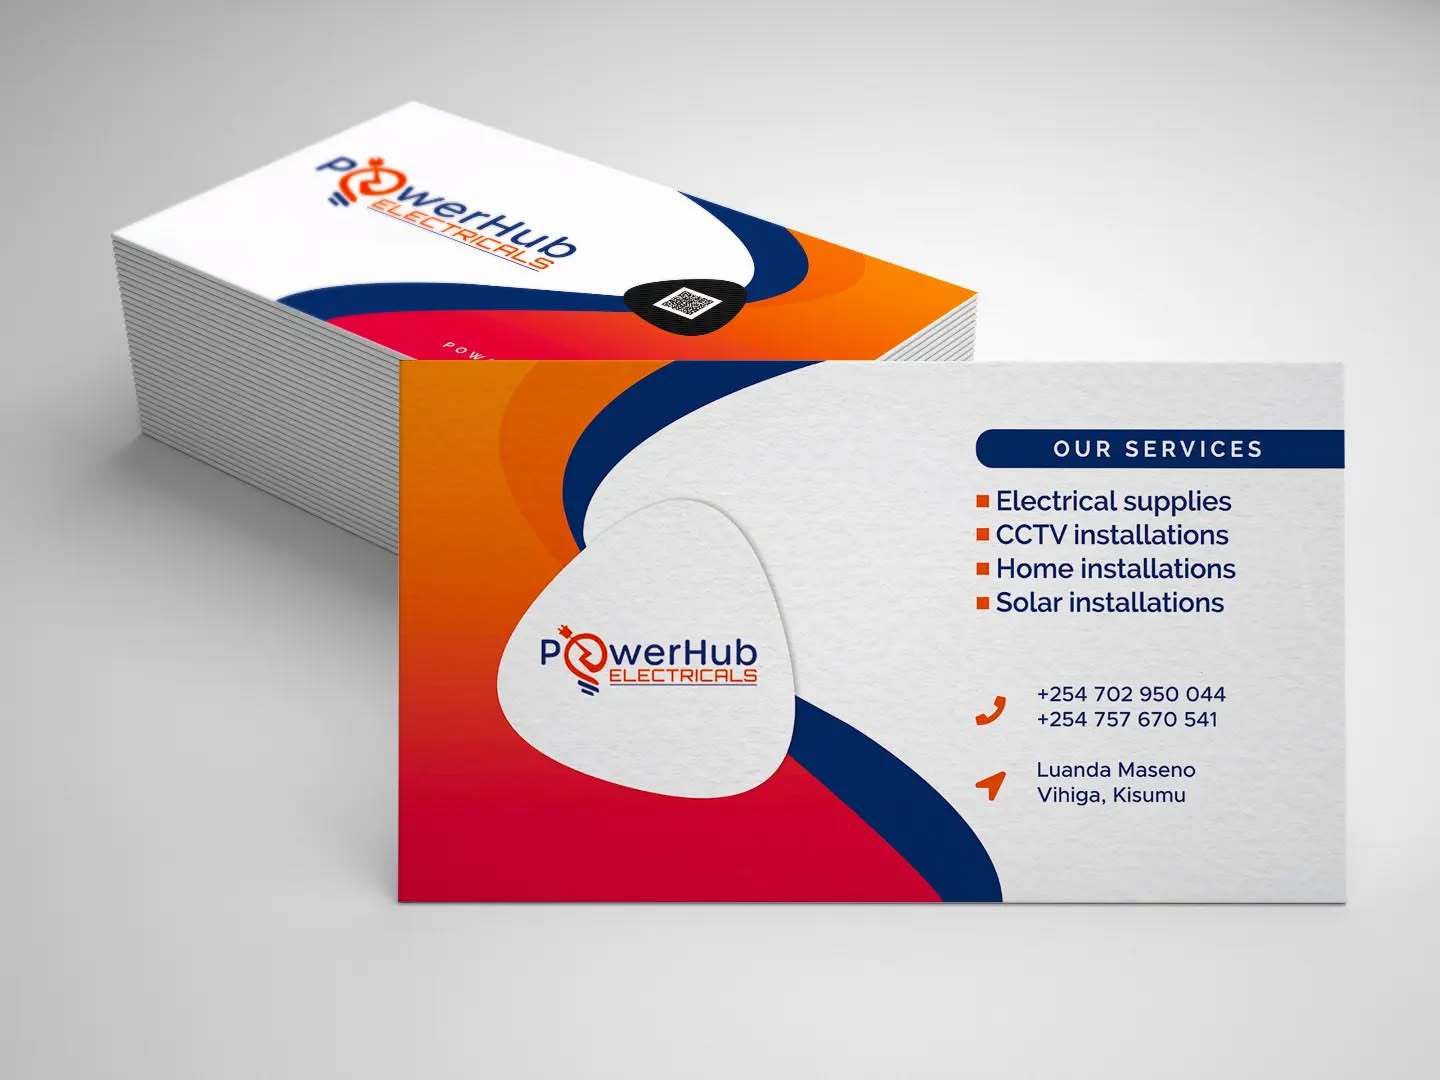 PowerHub
ELECTRICALS
OUR SERVICES
Electrical supplies
CCTV installations
Home installations
Solar installations
PowerHub
ELECTRICALS
+254 702 950 044
+254 757 670 541
Luanda Maseno
Vihiga, Kisumu